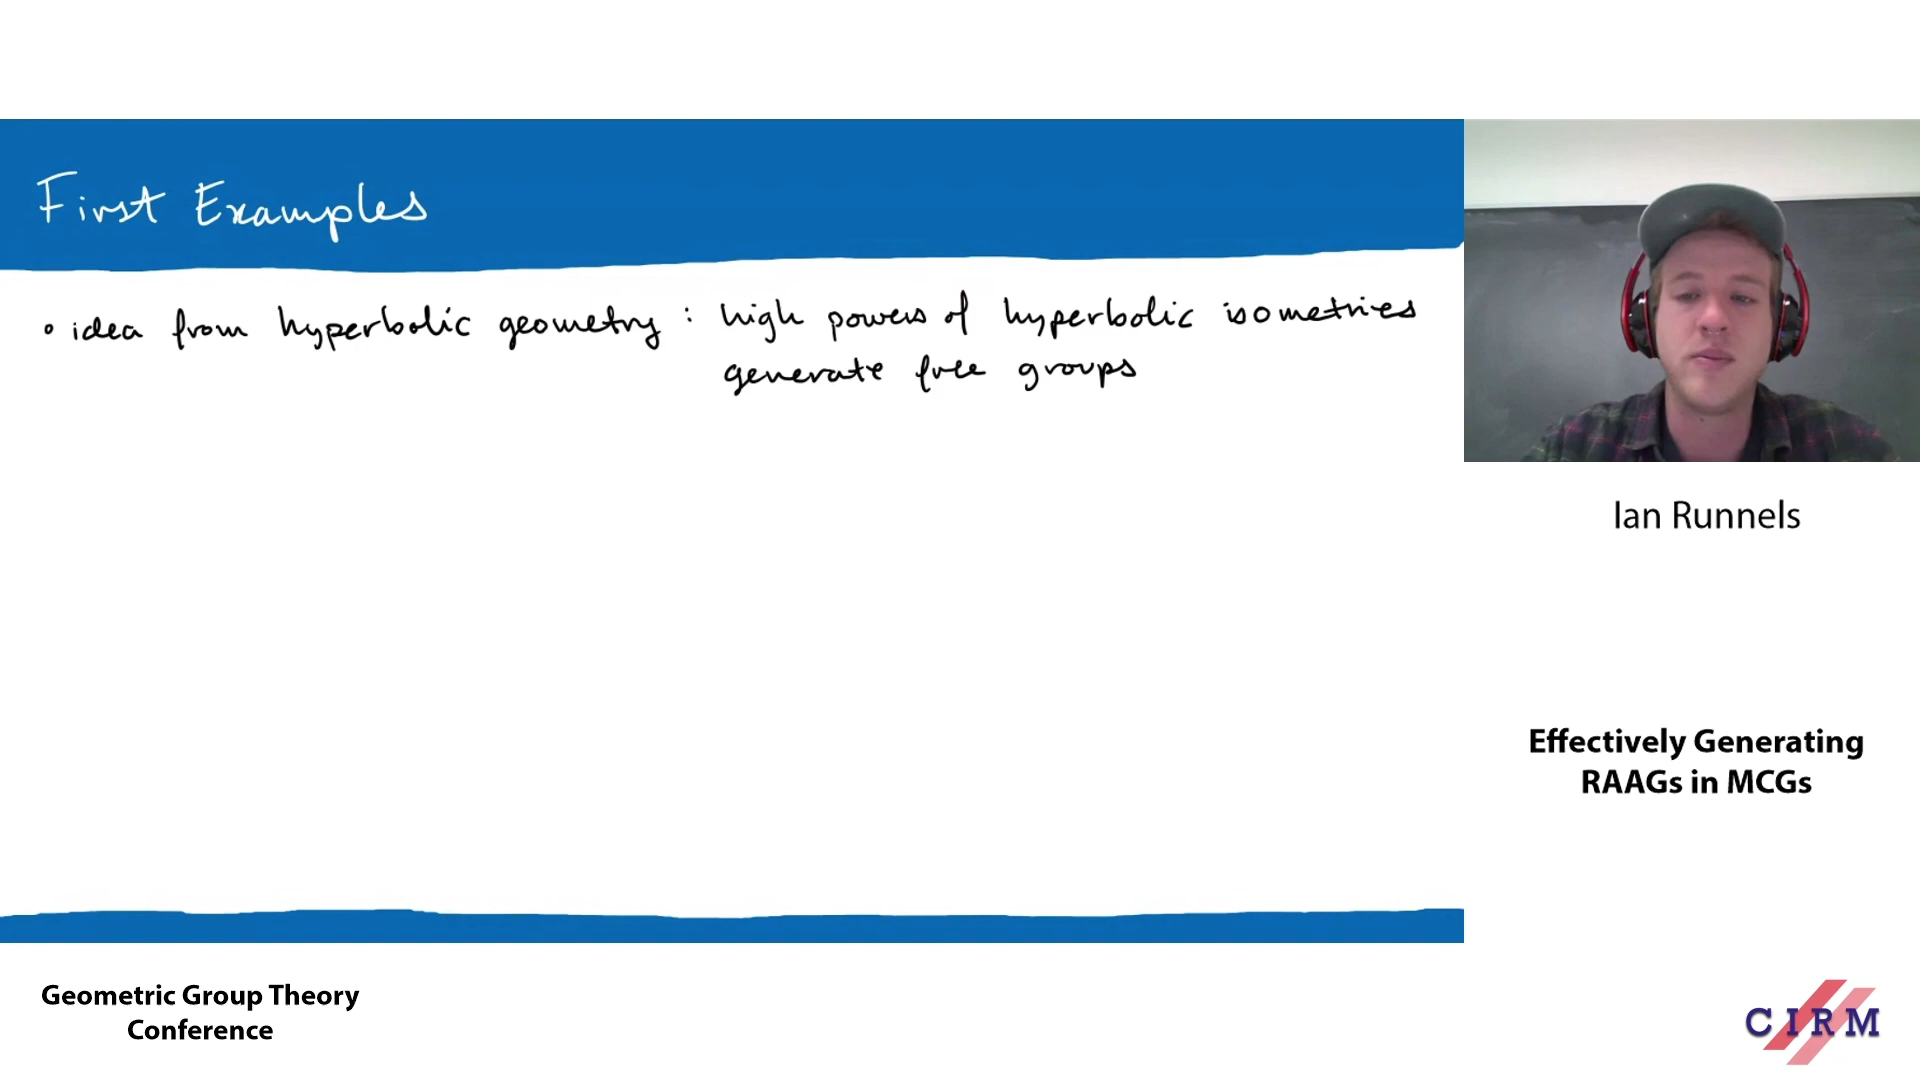 First Examples
• idea from hyperbolic geometry : high powers of hyperbolic isometries
generate free groups
Ian Runnels
Effectively Generating
RAAGs in MCGs
Geometric Group Theory
Conference
CIRM